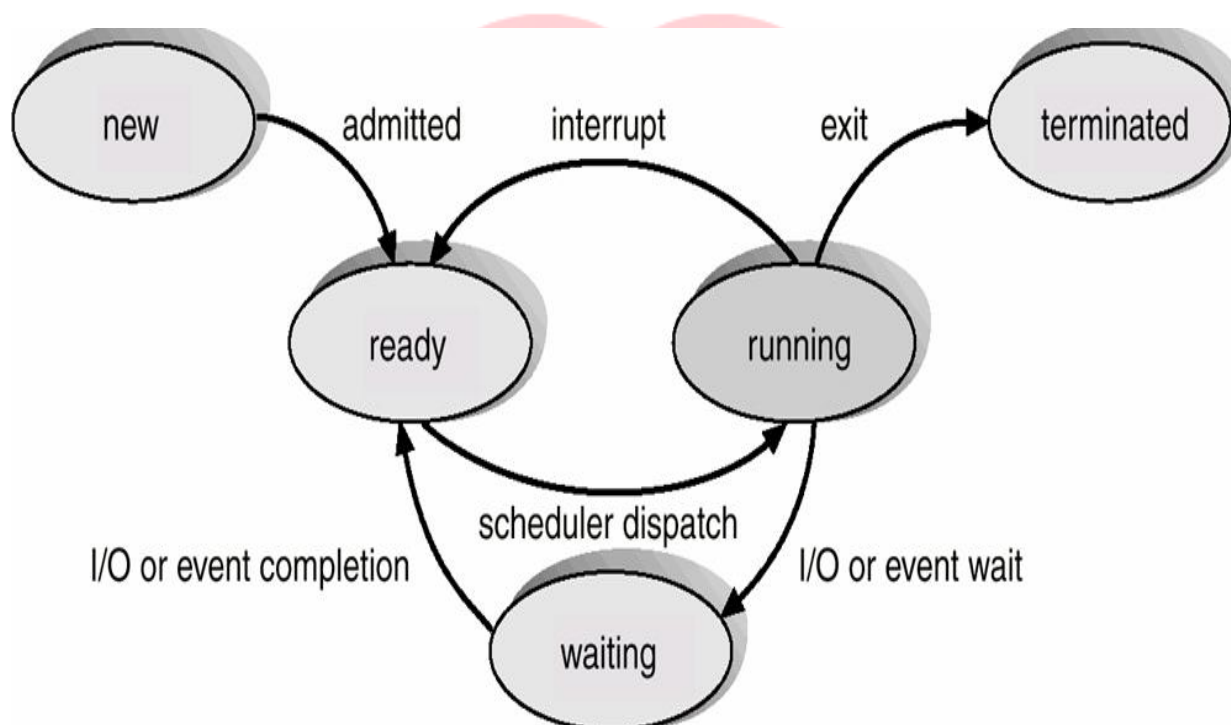 new
admitted
interrupt
exit
terminated
ready
running
scheduler dispatch
I/O or event completion
I/O or event wait
waiting